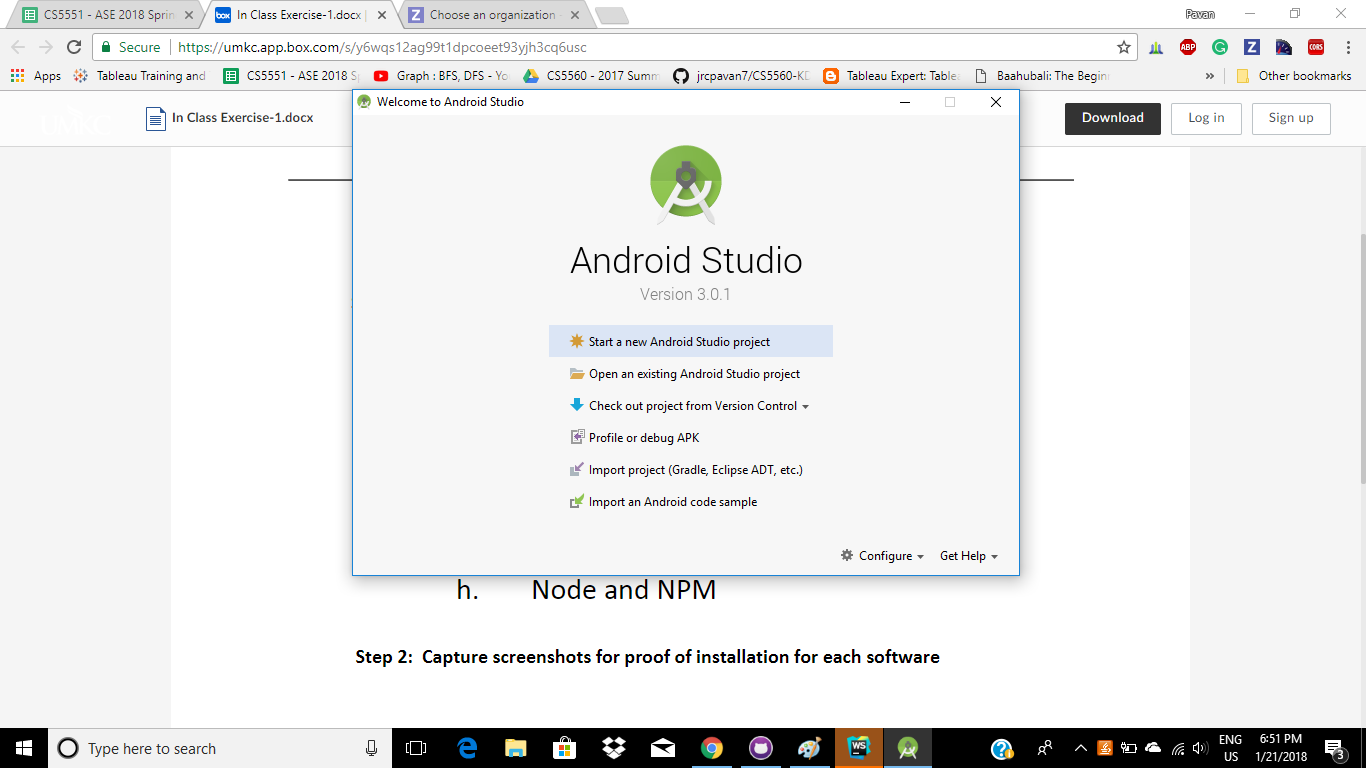 CS5551 - ASE 2018 Sprin
In Class Exercise-1.docx |
Choose an organization -
Pavan
Secure
https://umkc.app.box.com/s/y6wqs12ag99t1dpcoeet93yjh3cq6usc
ABP
Z
CORS
Apps
Tableau Training and
CS5551 - ASE 2018 Sp
Graph : BFS, DFS - Yo
CS5560 - 2017 Summ
jrcpavan7/CS5560-KD
Tableau Expert: Table
Baahubali: The Begin
»
Other bookmarks
UMKC
In Class Exercise-1.docx
Download
Log in
Sign up
Welcome to Android Studio
Android Studio
Version 3.0.1
Start a new Android Studio project
Open an existing Android Studio project
Check out project from Version Control
Profile or debug APK
Import project (Gradle, Eclipse ADT, etc.)
Import an Android code sample
Configure
Get Help
h. Node and NPM
Step 2: Capture screenshots for proof of installation for each software
Type here to search
WS
ENG
US
6:51 PM
1/21/2018
3